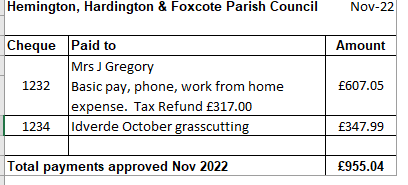 Hemington, Hardington & Foxcote Parish Council Nov-22
Cheque Paid to Amount
Mrs J Gregory
1232 Basic pay, phone, work from home £607.05
expense. Tax Refund £317.00
1234 Idverde October grasscutting £347.99
Total payments approved Nov 2022 £955.04